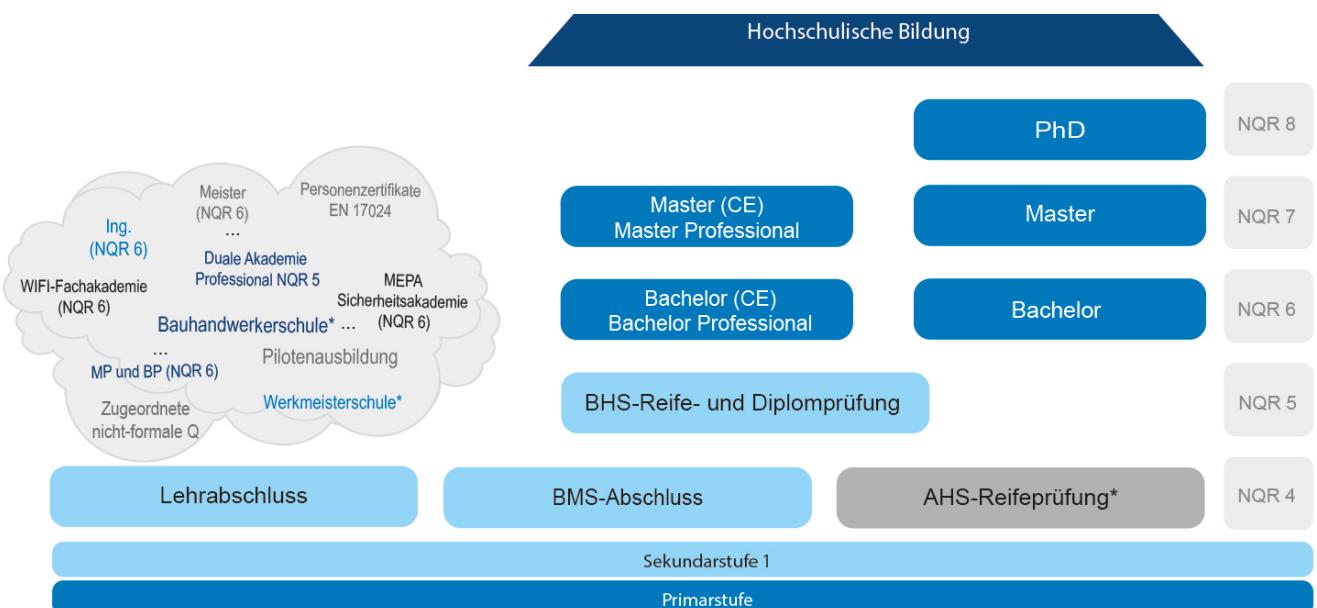 Hochschulische Bildung
PhD
NQR 8
Master (CE)
Master Professional
Master
NQR 7
Bachelor (CE)
Bachelor Professional
Bachelor
NQR 6
BHS-Reife- und Diplomprüfung
NQR 5
Meister
(NQR 6)
...
Personenzertifikate
EN 17024
Ing.
(NQR 6)
Duale Akademie
Professional NQR 5
WIFI-Fachakademie
(NQR 6)
MEPA
Sicherheitsakademie
(NQR 6)
Bauhandwerkerschule* ...
...
MP und BP (NQR 6)
Pilotenausbildung
Zugeordnete
nicht-formale Q
Werkmeisterschule*
Lehrabschluss
BMS-Abschluss
AHS-Reifeprüfung*
NQR 4
Sekundarstufe 1
Primarstufe